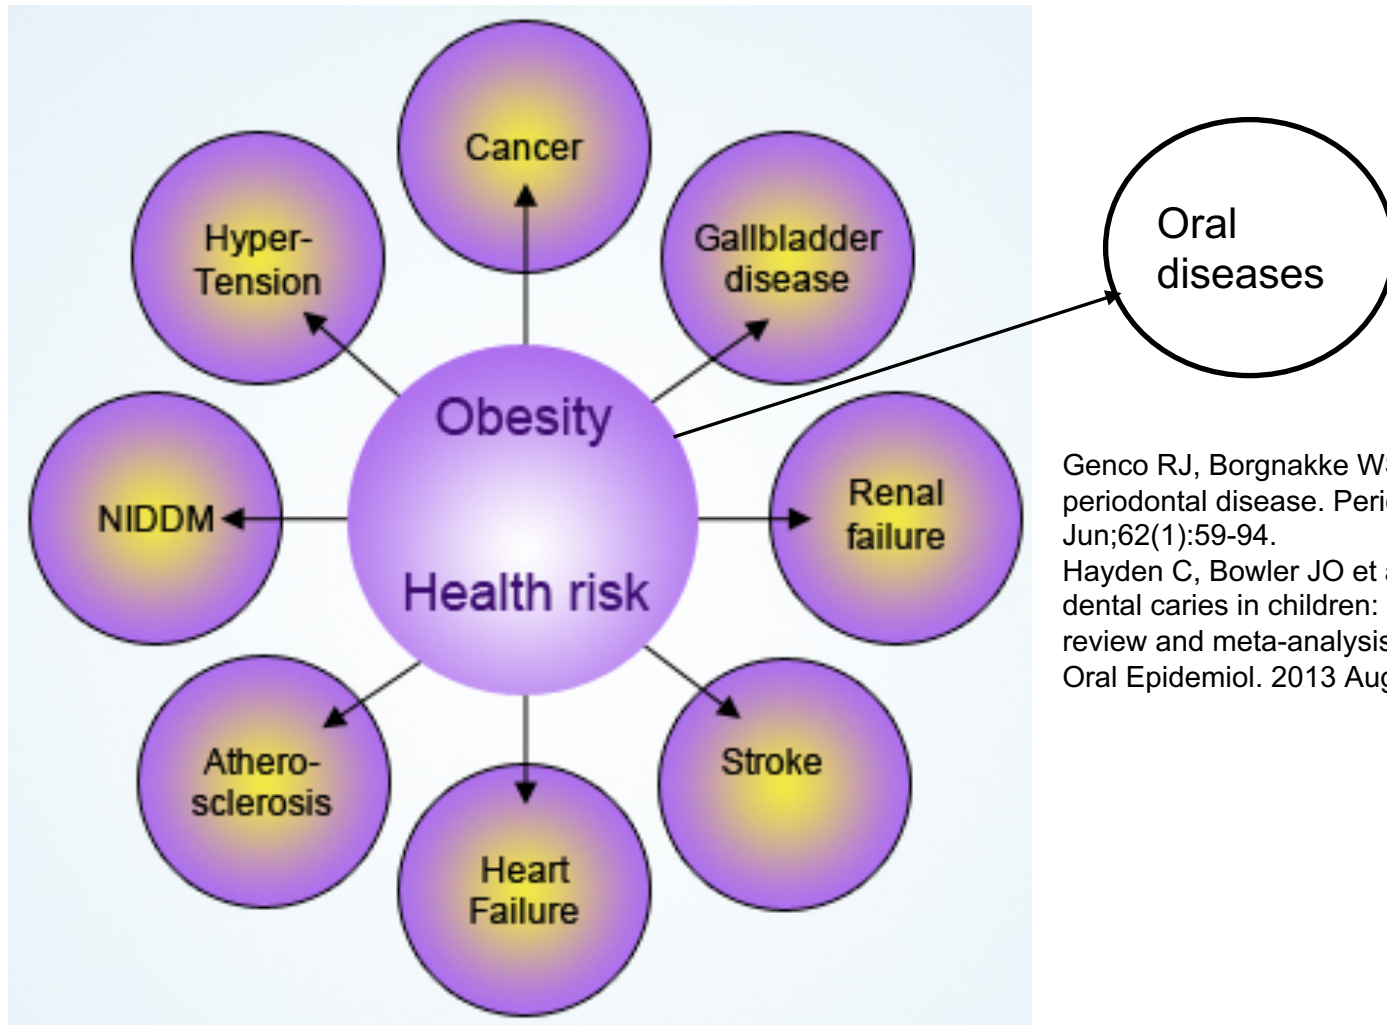 Cancer
Hyper-
Tension
Gallbladder
disease
Oral
diseases
Obesity
Health risk
NIDDM
Renal
failure
Athero-
sclerosis
Stroke
Heart
Failure
Genco RJ, Borgnakke
periodontal disease.
Jun;62(1):59-94.
Hayden C, Bowler JO et
dental caries in children:
review and meta-analysis
Oral Epidemiol. 2013